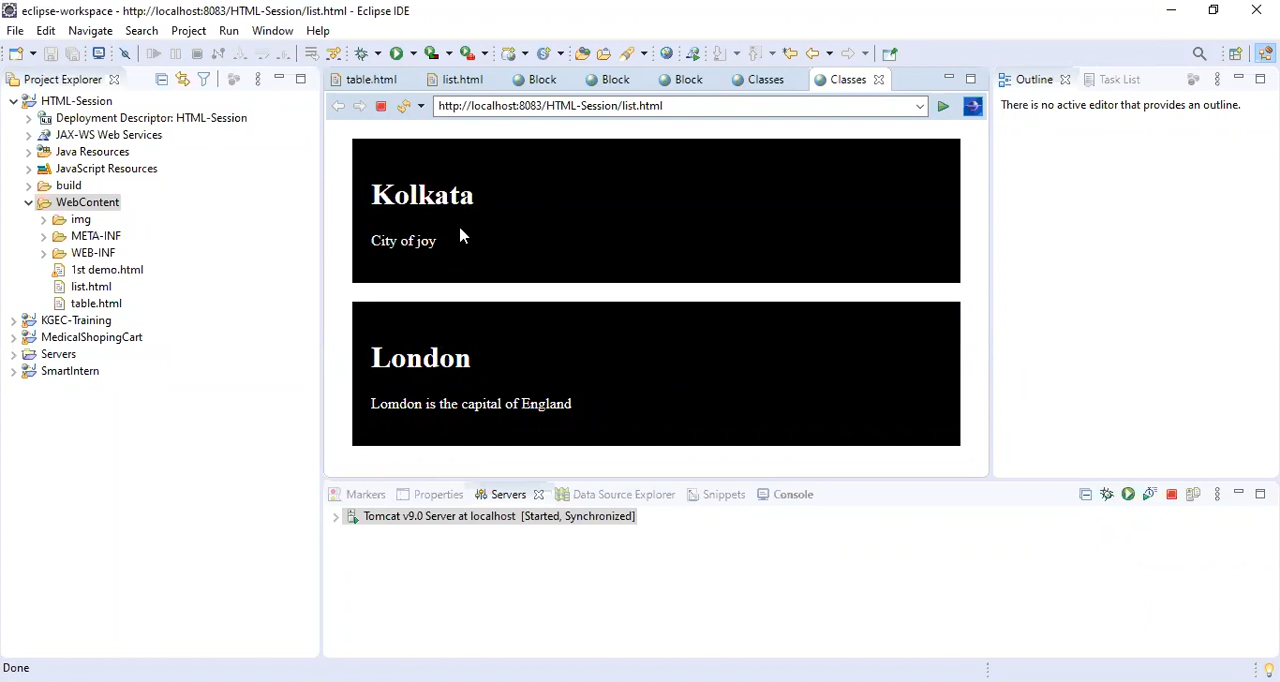 eclipse-workspace - http://localhost:8083/HTML-Session/list.html - Eclipse IDE
File Edit Navigate Search Project Run Window Help
Project Explorer
HTML-Session
Deployment Descriptor: HTML-Session
JAX-WS Web Services
Java Resources
JavaScript Resources
build
WebContent
img
META-INF
WEB-INF
1st demo.html
list.html
table.html
KGEC-Training
MedicalShopingCart
Servers
SmartIntern
table.html list.html Block Block Block Classes Classes
http://localhost:8083/HTML-Session/list.html
Kolkata
City of joy
London
Lomdon is the capital of England
Outline Task List
There is no active editor that provides an outline.
Markers Properties Servers Data Source Explorer Snippets Console
Tomcat v9.0 Server at localhost [Started, Synchronized]
Done